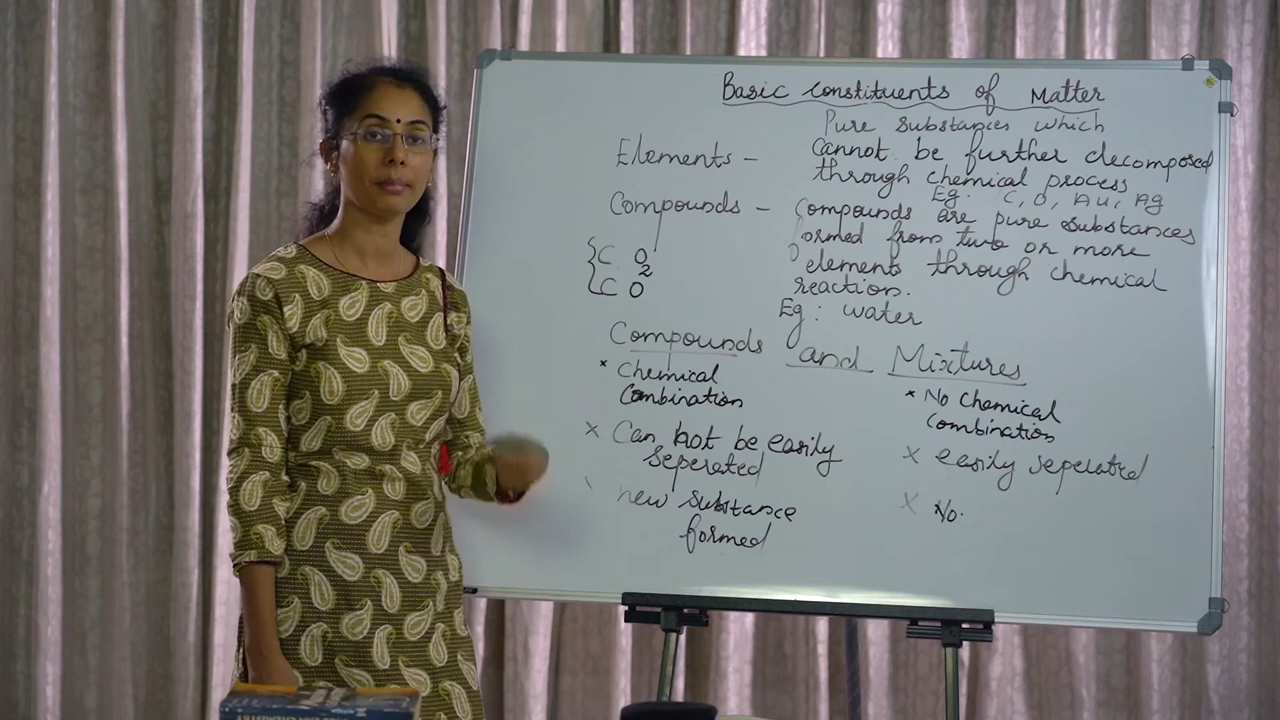 Basic constituents of Matter
Pure substances which
Elements - cannot be further decomposed
through chemical process
Eg. C, O, Au, Ag
Compounds - Compounds are pure substances
formed from two or more
elements through chemical
reaction.
Eg: water
C O2
C O
Compounds and Mixtures
* Chemical
Combination
* No Chemical
Combination
x Can not be easily
seperated
x easily seperated
x No.
\ new substance
formed